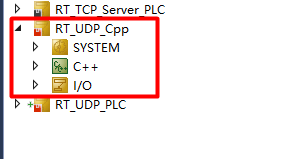 RT_TCP_Server_PLC
RT_UDP_Cpp
SYSTEM
C++
I/O
RT_UDP_PLC